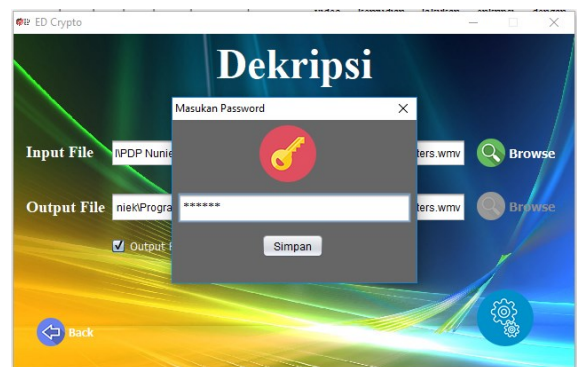 ED Crypto
Dekripsi
Masukan Password
Input File
I\PDP Nunie
ters.wmv
Browse
Output File
niek\Progra
******
ters.wmv
Browse
Output
Simpan
Back